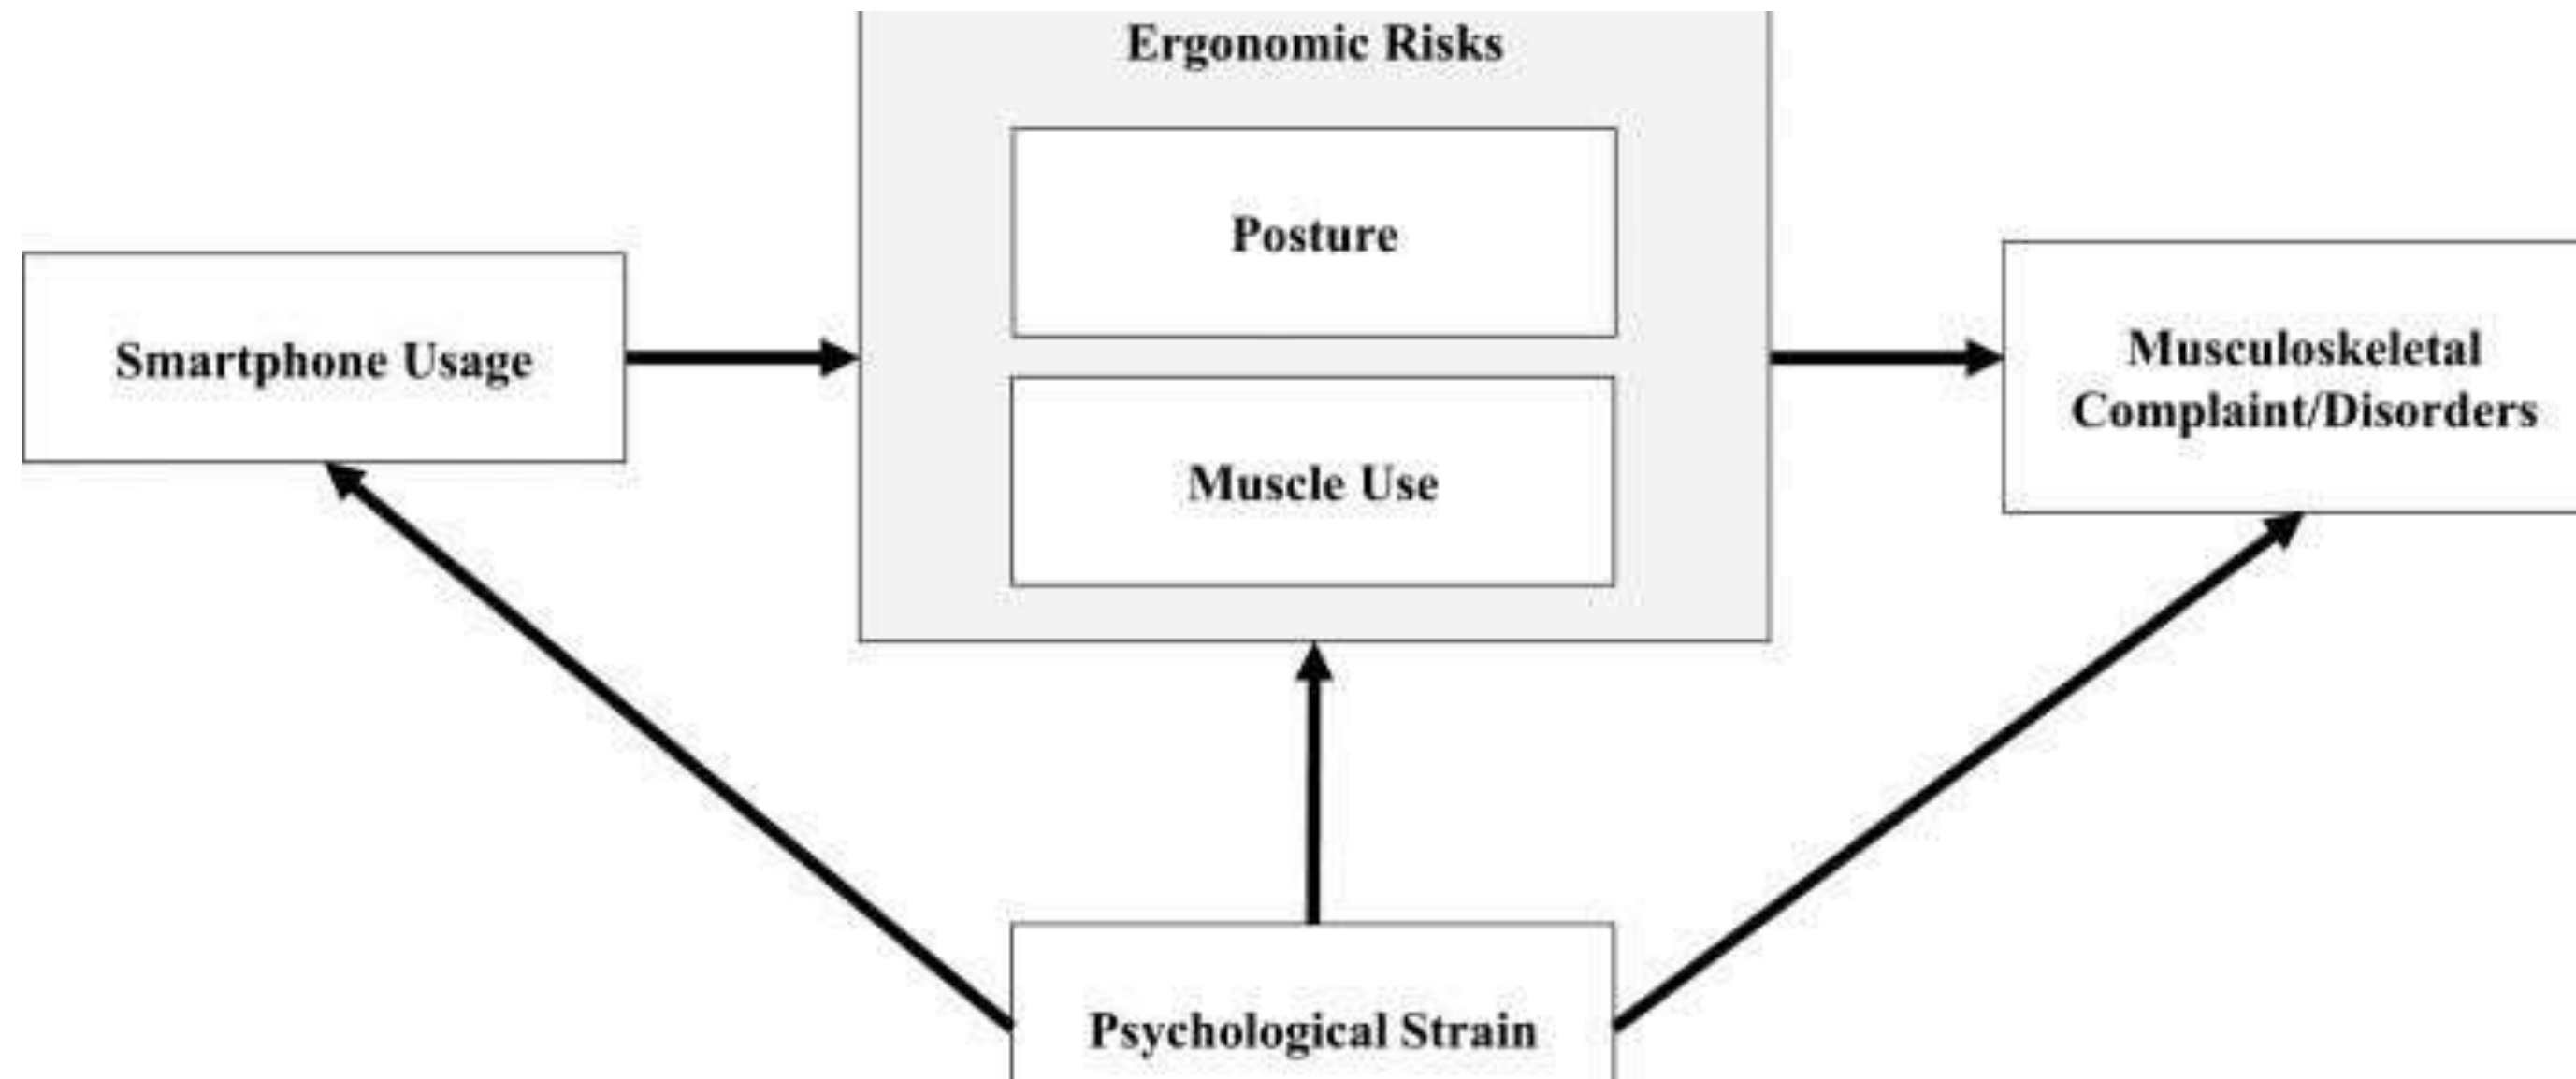 Ergonomic Risks
Posture
Smartphone Usage
Muscle Use
Musculoskeletal
Complaint/Disorders
Psychological Strain